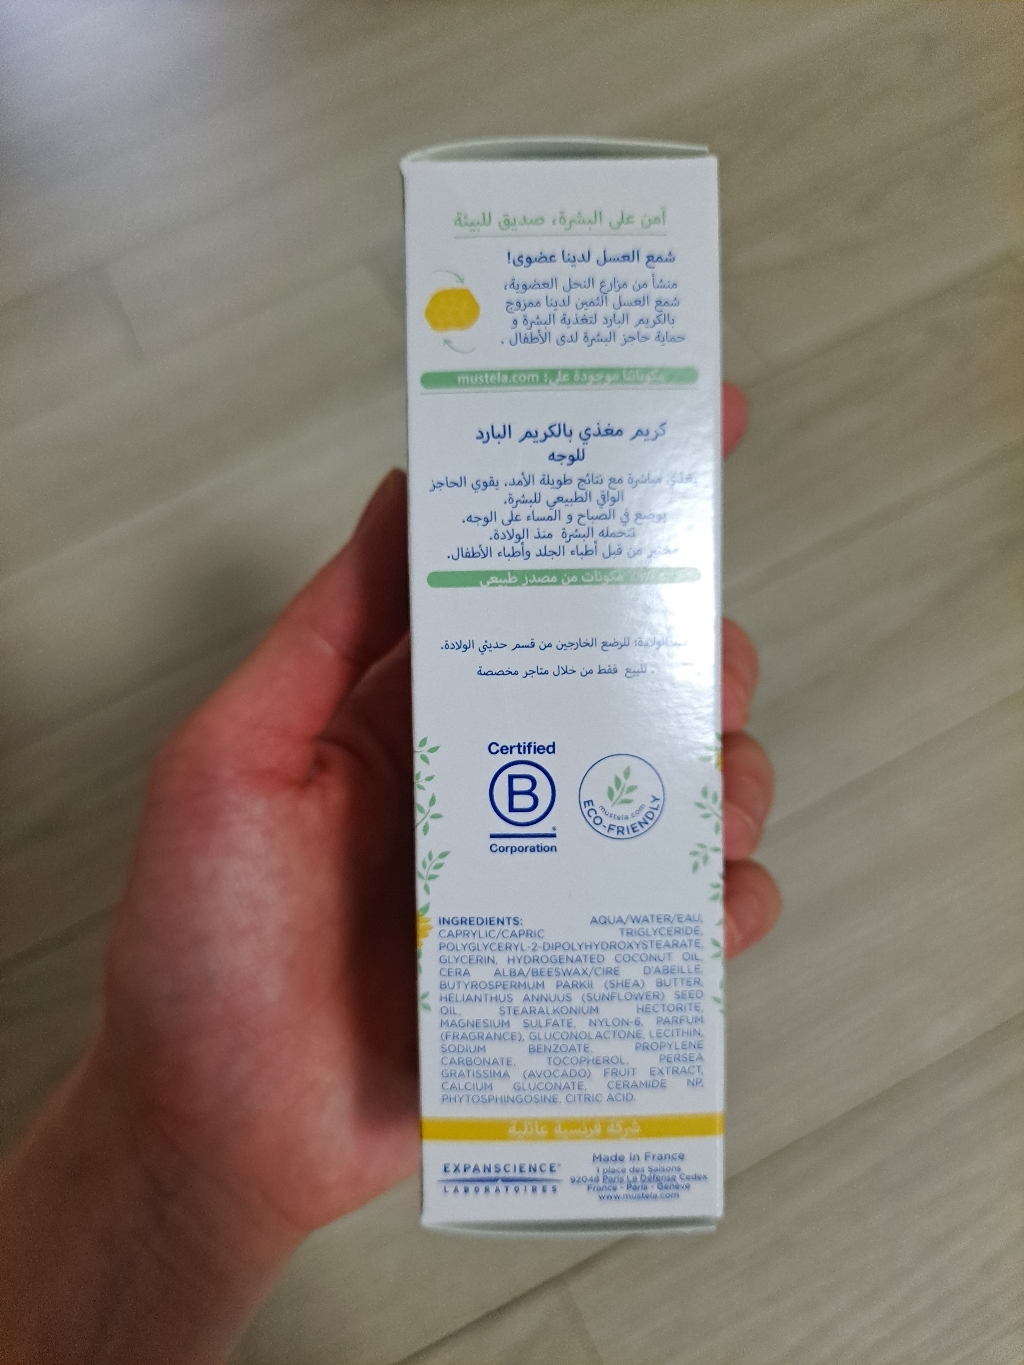 آمن على البشرة، صديق للبيئة
شمع العسل لدينا عضوي!
منشأ من مزارع النحل العضوية،
شمع العسل الثمين لدينا ممزوج
بالكريم البارد لتغذية البشرة و
حماية حاجز البشرة لدى الأطفال .
مكوناتنا موجودة على: mustela.com
كريم مغذي بالكريم البارد
للوجه
مباشرة مع نتائج طويلة الأمد. يقوي الحاجز
الواقي الطبيعي للبشرة.
يوضع في الصباح و المساء على الوجه.
تتحمله البشرة منذ الولادة.
مختبر من قبل أطباء الجلد وأطباء الأطفال.
مكونات من مصدر طبيعي
الولادة: للرضع الخارجين من قسم حديثي الولادة.
للبيع فقط من خلال متاجر مخصصة
Certified
B
Corporation
mustela.com
ECO-FRIENDLY
INGREDIENTS: AQUA/WATER/EAU,
CAPRYLIC/CAPRIC TRIGLYCERIDE,
POLYGLYCERYL-2-DIPOLYHYDROXYSTEARATE,
GLYCERIN, HYDROGENATED COCONUT OIL,
CERA ALBA/BEESWAX/CIRE D'ABEILLE,
BUTYROSPERMUM PARKII (SHEA) BUTTER,
HELIANTHUS ANNUUS (SUNFLOWER) SEED
OIL, STEARALKONIUM HECTORITE,
MAGNESIUM SULFATE, NYLON-6, PARFUM
(FRAGRANCE), GLUCONOLACTONE, LECITHIN,
SODIUM BENZOATE, PROPYLENE
CARBONATE, TOCOPHEROL, PERSEA
GRATISSIMA (AVOCADO) FRUIT EXTRACT,
CALCIUM GLUCONATE, CERAMIDE NP,
PHYTOSPHINGOSINE, CITRIC ACID.
شركة فرنسية عائلية
EXPANSCIENCE®
LABORATOIRES
Made in France
1 place des Saisons
92048 Paris La Défense Cedex
France - Paris - Genève
www.mustela.com